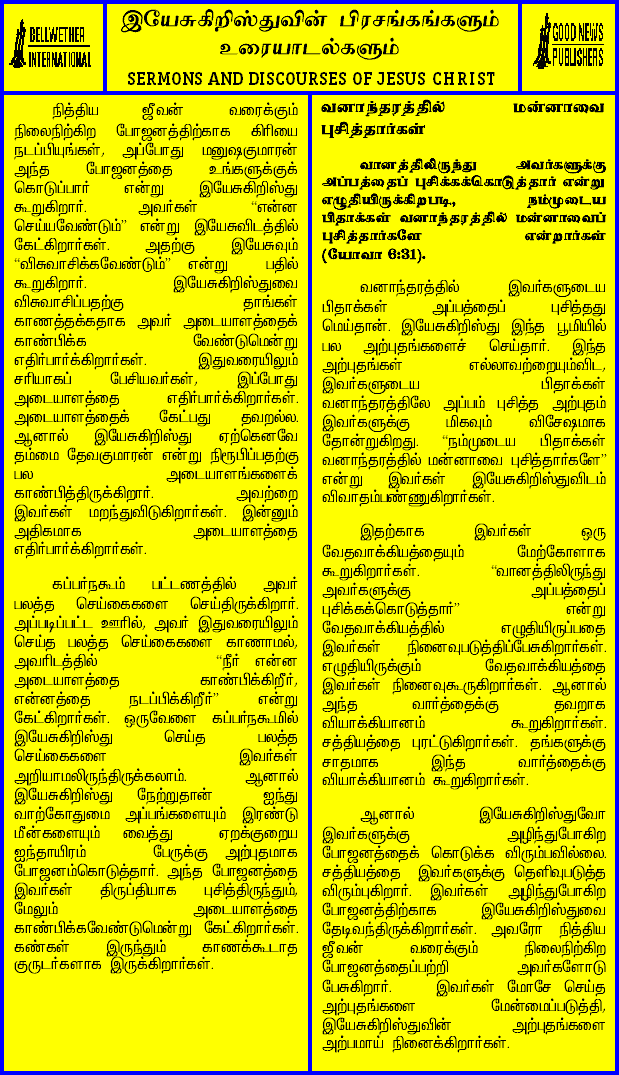 BELLWETHER
INTERNATIONAL
இயேசுகிறிஸ்துவின் பிரசங்கங்களும்
உரையாடல்களும்
SERMONS AND DISCOURSES OF JESUS CHRIST
GOOD NEWS
PUBLISHERS
நித்திய ஜீவன் வரைக்கும்
நிலைநிற்கிற போஜனத்திற்காக கிரியை
நடப்பியுங்கள், அப்போது மனுஷகுமாரன்
அந்த போஜனத்தை உங்களுக்குக்
கொடுப்பார் என்று இயேசுகிறிஸ்து
கூறுகிறார். அவர்கள் “என்ன
செய்யவேண்டும்” என்று இயேசுவிடத்தில்
கேட்கிறார்கள். அதற்கு இயேசுவும்
“விசுவாசிக்கவேண்டும்” என்று பதில்
கூறுகிறார். இயேசுகிறிஸ்துவை
விசுவாசிப்பதற்கு தாங்கள்
காணத்தக்கதாக அவர் அடையாளத்தைக்
காண்பிக்க வேண்டுமென்று
எதிர்பார்க்கிறார்கள். இதுவரையிலும்
சரியாகப் பேசியவர்கள், இப்போது
அடையாளத்தை எதிர்பார்க்கிறார்கள்.
அடையாளத்தைக் கேட்பது தவறல்ல.
ஆனால் இயேசுகிறிஸ்து ஏற்கெனவே
தம்மை தேவகுமாரன் என்று நிரூபிப்பதற்கு
பல அடையாளங்களைக்
காண்பித்திருக்கிறார். அவற்றை
இவர்கள் மறந்துவிடுகிறார்கள். இன்னும்
அதிகமாக அடையாளத்தை
எதிர்பார்க்கிறார்கள்.
கப்பர்நகூம் பட்டணத்தில் அவர்
பலத்த செய்கைகளை செய்திருக்கிறார்.
அப்படிப்பட்ட ஊரில், அவர் இதுவரையிலும்
செய்த பலத்த செய்கைகளை காணாமல்,
அவரிடத்தில் “நீர் என்ன
அடையாளத்தை காண்பிக்கிறீர்,
என்னத்தை நடப்பிக்கிறீர்” என்று
கேட்கிறார்கள். ஒருவேளை கப்பர்நகூமில்
இயேசுகிறிஸ்து செய்த பலத்த
செய்கைகளை இவர்கள்
அறியாமலிருந்திருக்கலாம். ஆனால்
இயேசுகிறிஸ்து நேற்றுதான் ஐந்து
வாற்கோதுமை அப்பங்களையும் இரண்டு
மீன்களையும் வைத்து ஏறக்குறைய
ஐந்தாயிரம் பேருக்கு அற்புதமாக
போஜனம்கொடுத்தார். அந்த போஜனத்தை
இவர்கள் திருப்தியாக புசித்திருந்தும்,
மேலும் அடையாளத்தை
காண்பிக்கவேண்டுமென்று கேட்கிறார்கள்.
கண்கள் இருந்தும் காணக்கூடாத
குருடர்களாக இருக்கிறார்கள்.
வனாந்தரத்தில் மன்னாவை
புசித்தார்கள்
வானத்திலிருந்து அவர்களுக்கு
அப்பத்தைப் புசிக்கக்கொடுத்தார் என்று
எழுதியிருக்கிறபடி, நம்முடைய
பிதாக்கள் வனாந்தரத்தில் மன்னாவைப்
புசித்தார்களே என்றார்கள்
(யோவா 6:31).
வனாந்தரத்தில் இவர்களுடைய
பிதாக்கள் அப்பத்தைப் புசித்தது
மெய்தான். இயேசுகிறிஸ்து இந்த பூமியில்
பல அற்புதங்களைச் செய்தார். இந்த
அற்புதங்கள் எல்லாவற்றையும்விட,
இவர்களுடைய பிதாக்கள்
வனாந்தரத்திலே அப்பம் புசித்த அற்புதம்
இவர்களுக்கு மிகவும் விசேஷமாக
தோன்றுகிறது. “நம்முடைய பிதாக்கள்
வனாந்தரத்தில் மன்னாவை புசித்தார்களே”
என்று இவர்கள் இயேசுகிறிஸ்துவிடம்
விவாதம்பண்ணுகிறார்கள்.
இதற்காக இவர்கள் ஒரு
வேதவாக்கியத்தையும் மேற்கோளாக
கூறுகிறார்கள். “வானத்திலிருந்து
அவர்களுக்கு அப்பத்தைப்
புசிக்கக்கொடுத்தார்” என்று
வேதவாக்கியத்தில் எழுதியிருப்பதை
இவர்கள் நினைவுபடுத்திப்பேசுகிறார்கள்.
எழுதியிருக்கும் வேதவாக்கியத்தை
இவர்கள் நினைவுகூருகிறார்கள். ஆனால்
அந்த வார்த்தைக்கு தவறாக
வியாக்கியானம் கூறுகிறார்கள்.
சத்தியத்தை புரட்டுகிறார்கள். தங்களுக்கு
சாதமாக இந்த வார்த்தைக்கு
வியாக்கியானம் கூறுகிறார்கள்.
ஆனால் இயேசுகிறிஸ்துவோ
இவர்களுக்கு அழிந்துபோகிற
போஜனத்தைக் கொடுக்க விரும்பவில்லை.
சத்தியத்தை இவர்களுக்கு தெளிவுபடுத்த
விரும்புகிறார். இவர்கள் அழிந்துபோகிற
போஜனத்திற்காக இயேசுகிறிஸ்துவை
தேடிவந்திருக்கிறார்கள். அவரோ நித்திய
ஜீவன் வரைக்கும் நிலைநிற்கிற
போஜனத்தைப்பற்றி அவர்களோடு
பேசுகிறார். இவர்கள் மோசே செய்த
அற்புதங்களை மேன்மைப்படுத்தி,
இயேசுகிறிஸ்துவின் அற்புதங்களை
அற்பமாய் நினைக்கிறார்கள்.